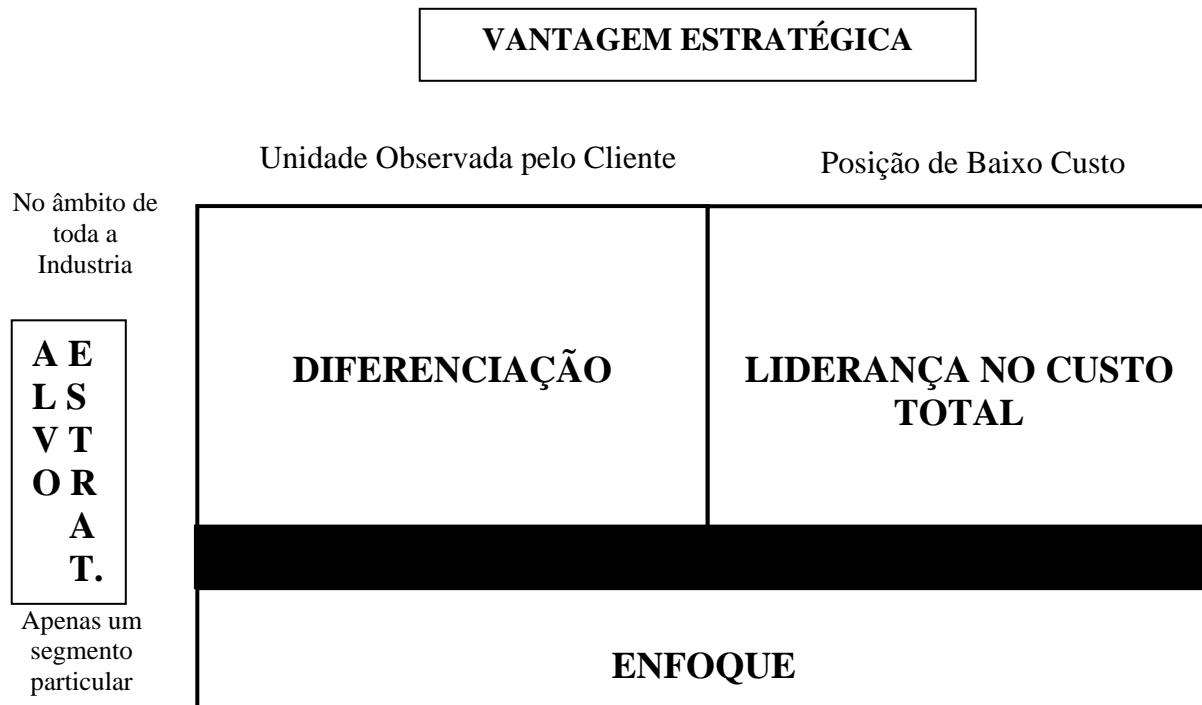 VANTAGEM ESTRATÉGICA
Unidade Observada pelo Cliente
Posição de Baixo Custo
No âmbito de
toda a
Industria
A E
L S
V T
O R
A
T.
DIFERENCIAÇÃO
LIDERANÇA NO CUSTO
TOTAL
Apenas um
segmento
particular
ENFOQUE